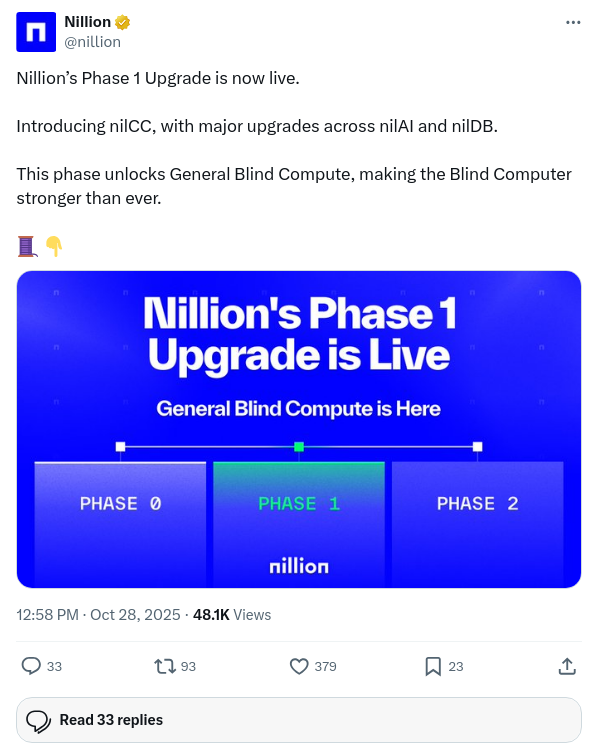 Nillion
@nillion
Nillion's Phase 1 Upgrade is now live.
Introducing nilCC, with major upgrades across nilAI and nilDB.
This phase unlocks General Blind Compute, making the Blind Computer
stronger than ever.
🧵 👇
Nillion's Phase 1
Upgrade is Live
General Blind Compute is Here
PHASE 0
PHASE 1
PHASE 2
nillion
12:58 PM · Oct 28, 2025 · 48.1K Views
33
93
379
23
Read 33 replies